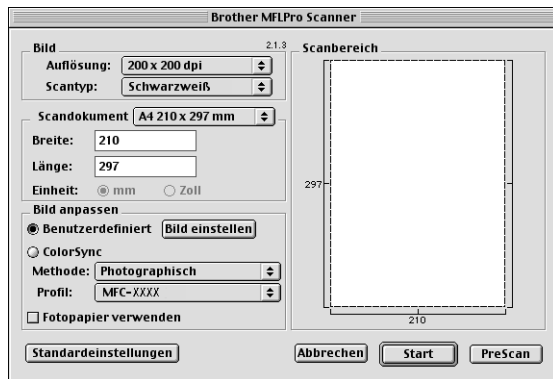 Brother MFLPro Scanner
Bild
2.1.3
Auflösung: 200 x 200 dpi
Scantyp: Schwarzweiß
Scandokument A4 210 x 297 mm
Breite: 210
Länge: 297
Einheit: mm Zoll
Bild anpassen
Benutzerdefiniert Bild einstellen
ColorSync
Methode: Photographisch
Profil: MFC-XXXX
Fotopapier verwenden
Scanbereich
297
210
Standardeinstellungen Abbrechen Start PreScan